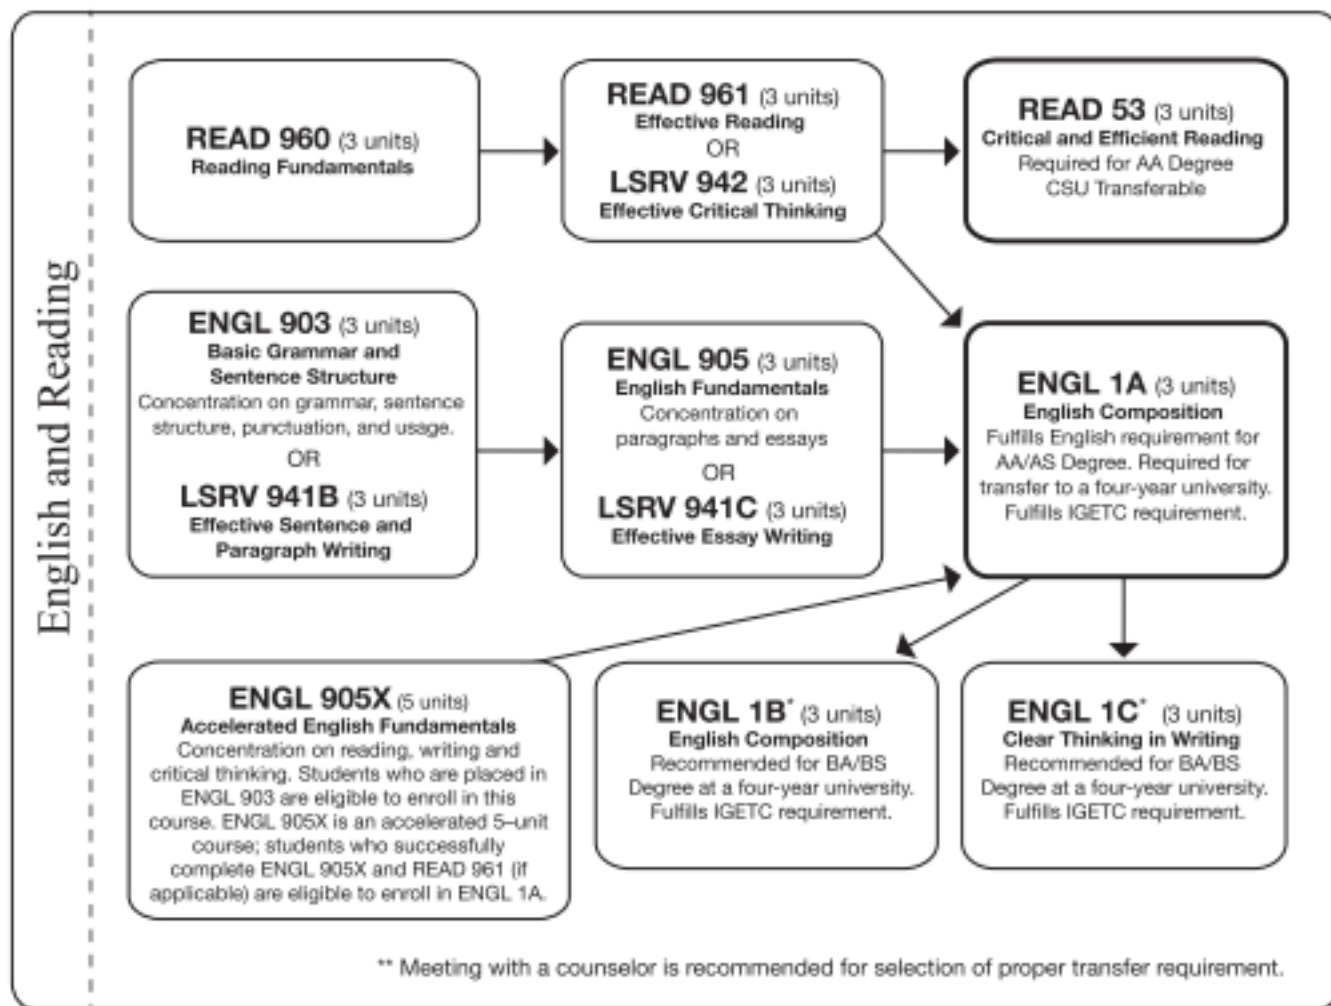 English and Reading
READ 960 (3 units)
Reading Fundamentals
READ 961 (3 units)
Effective Reading
OR
LSRV 942 (3 units)
Effective Critical Thinking
READ 53 (3 units)
Critical and Efficient Reading
Required for AA Degree
CSU Transferable
ENGL 903 (3 units)
Basic Grammar and
Sentence Structure
Concentration on grammar, sentence
structure, punctuation, and usage.
OR
LSRV 941B (3 units)
Effective Sentence and
Paragraph Writing
ENGL 905 (3 units)
English Fundamentals
Concentration on
paragraphs and essays
OR
LSRV 941C (3 units)
Effective Essay Writing
ENGL 1A (3 units)
English Composition
Fulfills English requirement for
AA/AS Degree. Required for
transfer to a four-year university.
Fulfills IGETC requirement.
ENGL 905X (5 units)
Accelerated English Fundamentals
Concentration on reading, writing and
critical thinking. Students who are placed in
ENGL 903 are eligible to enroll in this
course. ENGL 905X is an accelerated 5–unit
course; students who successfully
complete ENGL 905X and READ 961 (if
applicable) are eligible to enroll in ENGL 1A.
ENGL 1B* (3 units)
English Composition
Recommended for BA/BS
Degree at a four-year university.
Fulfills IGETC requirement.
ENGL 1C* (3 units)
Clear Thinking in Writing
Recommended for BA/BS
Degree at a four-year university.
Fulfills IGETC requirement.
** Meeting with a counselor is recommended for selection of proper transfer requirement.